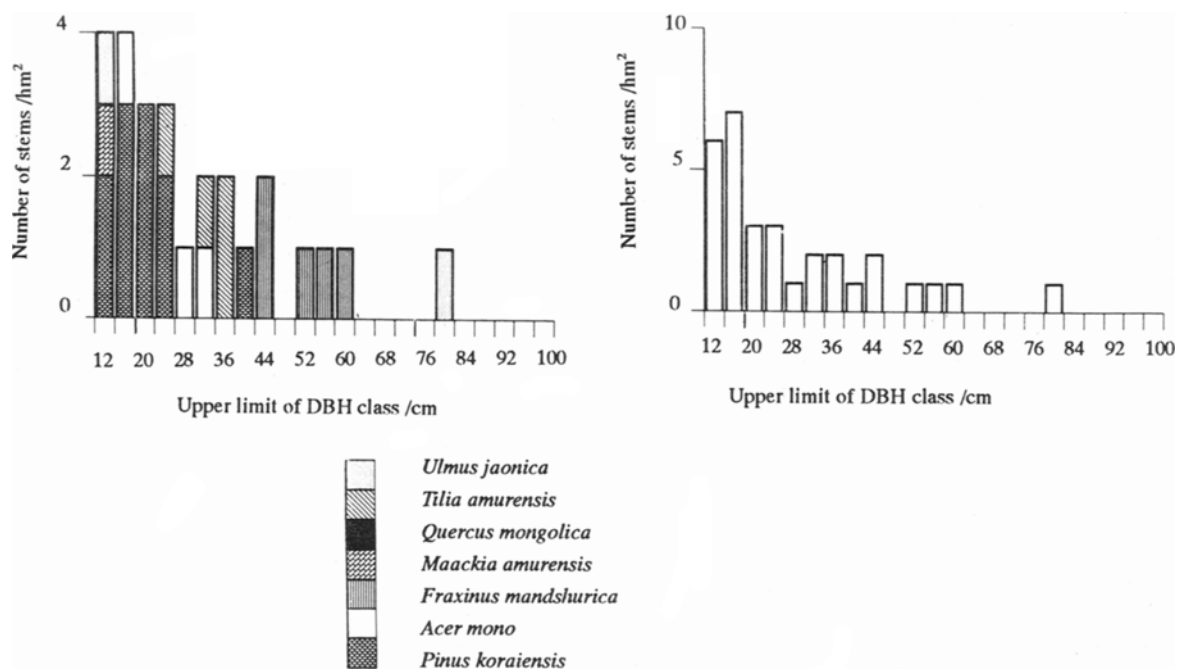 Number of stems /hm²
4
2
0
12 20 28 36 44 52 60 68 76 84 92 100
Upper limit of DBH class /cm
Number of stems /hm²
10
5
0
12 20 28 36 44 52 60 68 76 84 92 100
Upper limit of DBH class /cm
Ulmus jaonica
Tilia amurensis
Quercus mongolica
Maackia amurensis
Fraxinus mandshurica
Acer mono
Pinus koraiensis